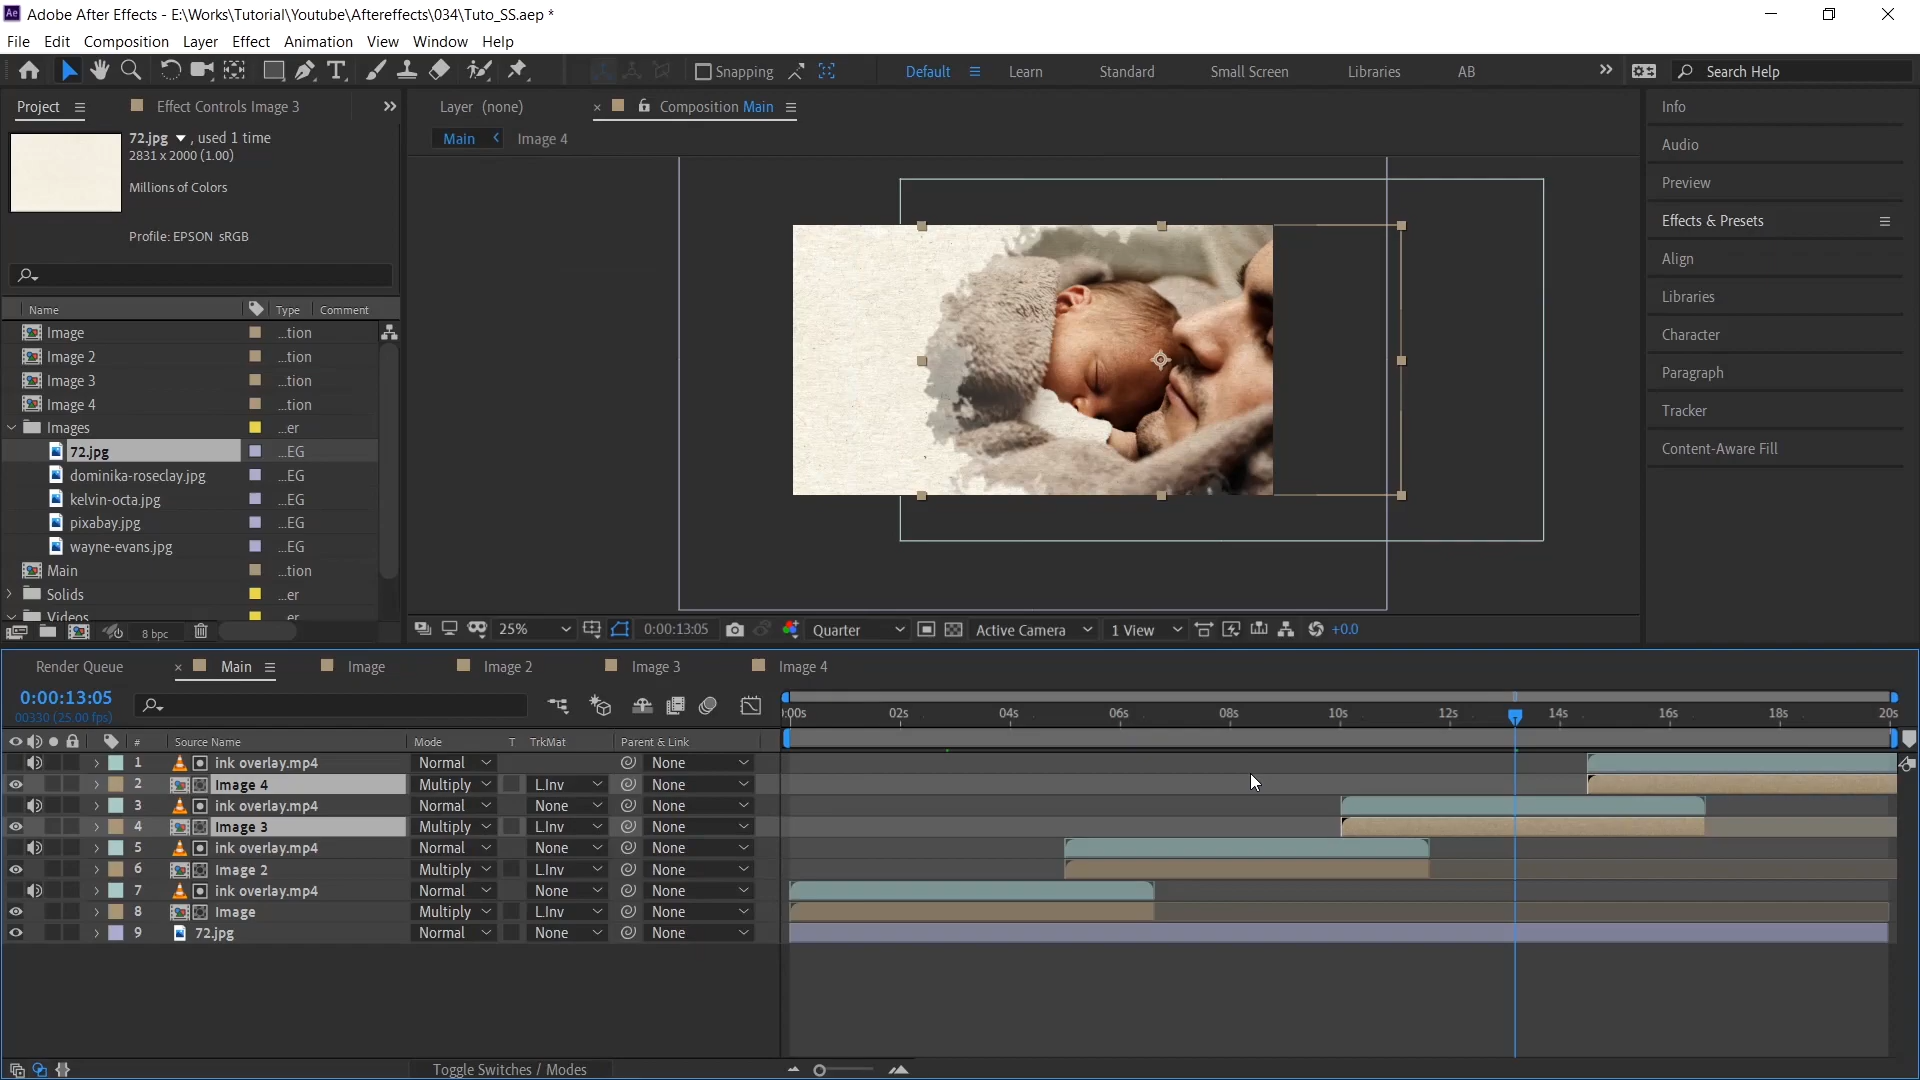 Adobe After Effects - E:\Works\Tutorial\Youtube\Aftereffects\034\Tuto_SS.aep *
File Edit Composition Layer Effect Animation View Window Help
Snapping Default Learn Standard Small Screen Libraries AB Search Help
Project Effect Controls Image 3 Layer (none) Composition Main Info
72.jpg , used 1 time
2831 x 2000 (1.00)
Millions of Colors
Profile: EPSON sRGB
Main Image 4
Audio
Preview
Effects & Presets
Align
Libraries
Character
Paragraph
Tracker
Content-Aware Fill
Name Type Comment
Image ...tion
Image 2 ...tion
Image 3 ...tion
Image 4 ...tion
Images ...er
72.jpg ...EG
dominika-roseclay.jpg ...EG
kelvin-octa.jpg ...EG
pixabay.jpg ...EG
wayne-evans.jpg ...EG
Main ...tion
Solids ...er
Videos ...er
8 bpc
25% 0:00:13:05 Quarter Active Camera 1 View +0.0
Render Queue Main Image Image 2 Image 3 Image 4
0:00:13:05
00330 (25.00 fps)
:00s 02s 04s 06s 08s 10s 12s 14s 16s 18s 20s
# Source Name Mode T TrkMat Parent & Link
1 ink overlay.mp4 Normal None
2 Image 4 Multiply L.Inv None
3 ink overlay.mp4 Normal None None
4 Image 3 Multiply L.Inv None
5 ink overlay.mp4 Normal None None
6 Image 2 Multiply L.Inv None
7 ink overlay.mp4 Normal None None
8 Image Multiply L.Inv None
9 72.jpg Normal None None
Toggle Switches / Modes